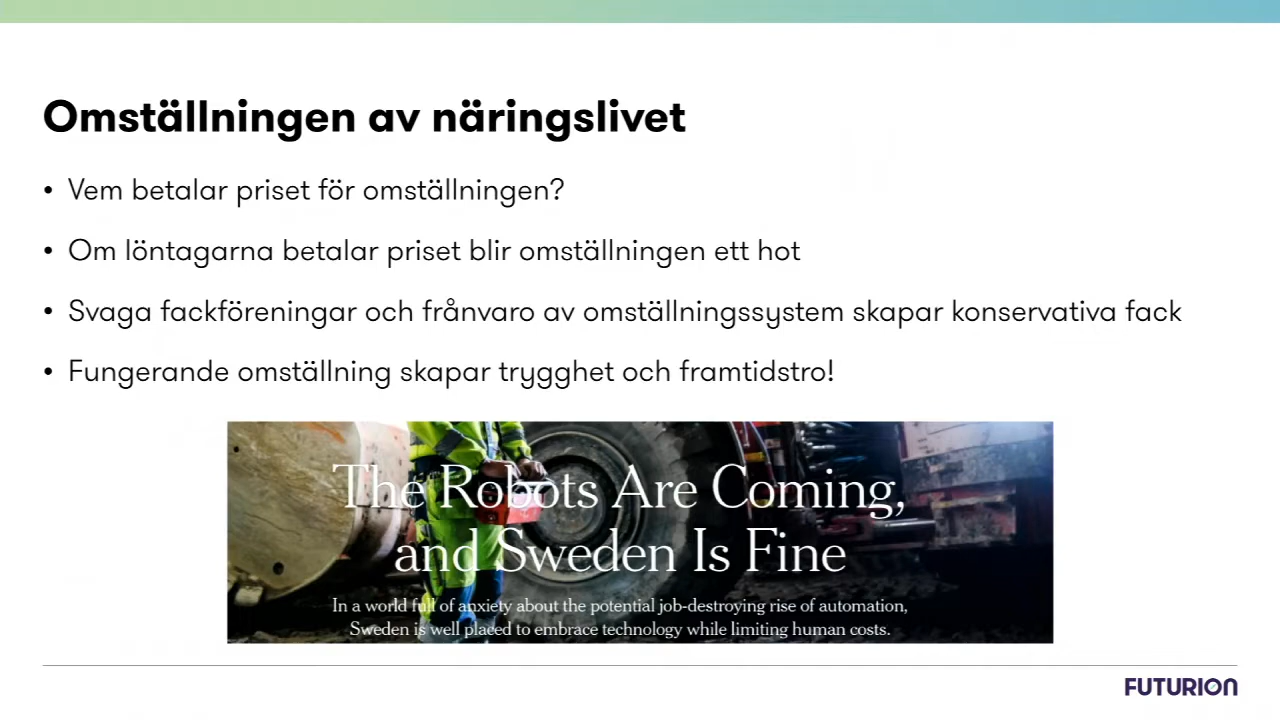 Omställningen av näringslivet
• Vem betalar priset för omställningen?
• Om löntagarna betalar priset blir omställningen ett hot
• Svaga fackföreningar och frånvaro av omställningssystem skapar konservativa fack
• Fungerande omställning skapar trygghet och framtidstro!
The Robots Are Coming,
and Sweden Is Fine
In a world full of anxiety about the potential job-destroying rise of automation,
Sweden is well placed to embrace technology while limiting human costs.
FUTURION